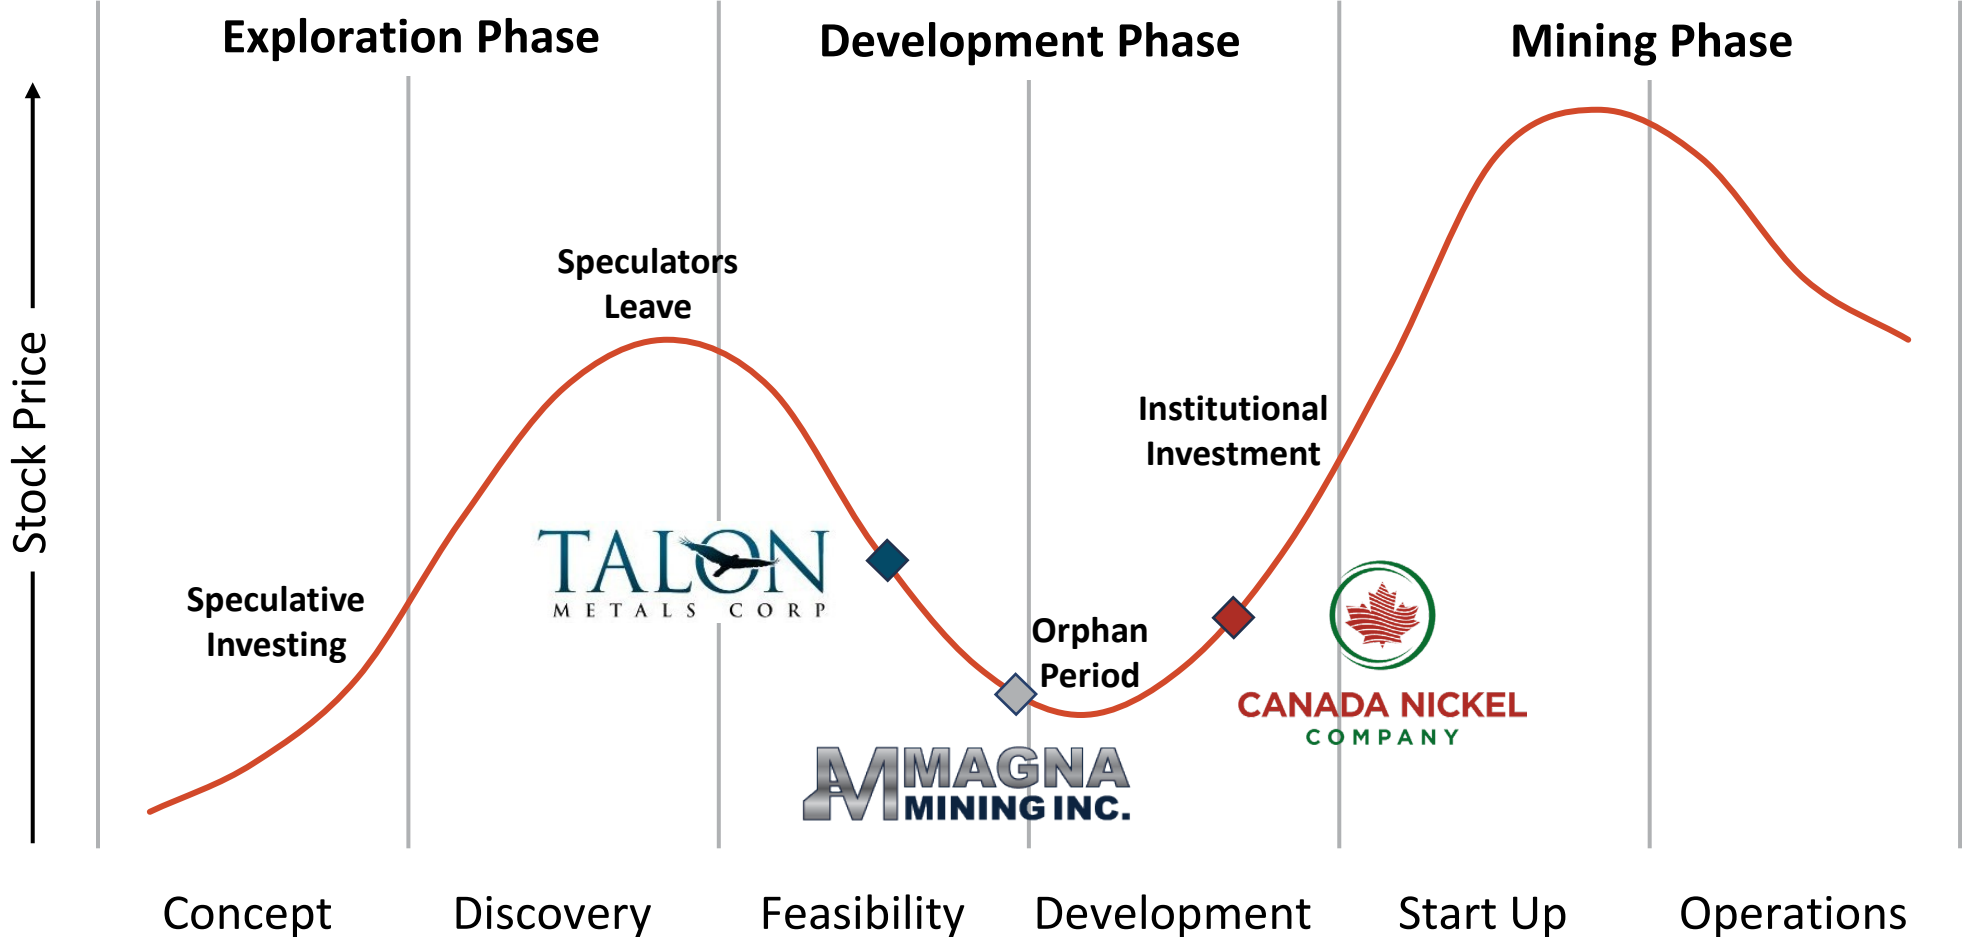 Exploration Phase
Development Phase
Mining Phase
Stock Price
Speculators
Leave
Institutional
Investment
TALON
METALS CORP
Speculative
Investing
Orphan
Period
CANADA NICKEL
COMPANY
MAGNA
MINING INC.
Concept
Discovery
Feasibility
Development
Start Up
Operations